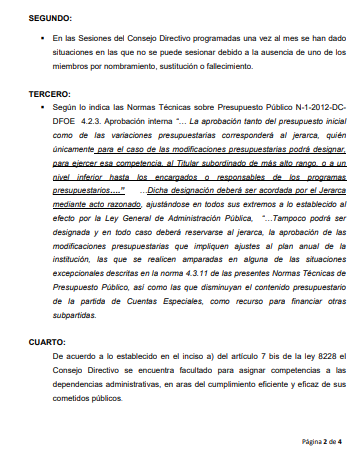 SEGUNDO:
▪ En las Sesiones del Consejo Directivo programadas una vez al mes se han dado
situaciones en las que no se puede sesionar debido a la ausencia de uno de los
miembros por nombramiento, sustitución o fallecimiento.
TERCERO:
▪ Según lo indica las Normas Técnicas sobre Presupuesto Público N-1-2012-DC-
DFOE 4.2.3. Aprobación interna “… La aprobación tanto del presupuesto inicial
como de las variaciones presupuestarias corresponderá al jerarca, quién
únicamente para el caso de las modificaciones presupuestarias podrá designar,
para ejercer esa competencia, al Titular subordinado de más alto rango, o a un
nivel inferior hasta los encargados o responsables de los programas
presupuestarios….” …Dicha designación deberá ser acordada por el Jerarca
mediante acto razonado, ajustándose en todos sus extremos a lo establecido al
efecto por la Ley General de Administración Pública, “…Tampoco podrá ser
designada y en todo caso deberá reservarse al jerarca, la aprobación de las
modificaciones presupuestarias que impliquen ajustes al plan anual de la
institución, las que se realicen amparadas en alguna de las situaciones
excepcionales descritas en la norma 4.3.11 de las presentes Normas Técnicas de
Presupuesto Público, así como las que disminuyan el contenido presupuestario
de la partida de Cuentas Especiales, como recurso para financiar otras
subpartidas.
CUARTO:
De acuerdo a lo establecido en el inciso a) del artículo 7 bis de la ley 8228 el
Consejo Directivo se encuentra facultado para asignar competencias a las
dependencias administrativas, en aras del cumplimiento eficiente y eficaz de sus
cometidos públicos.
Página 2 de 4